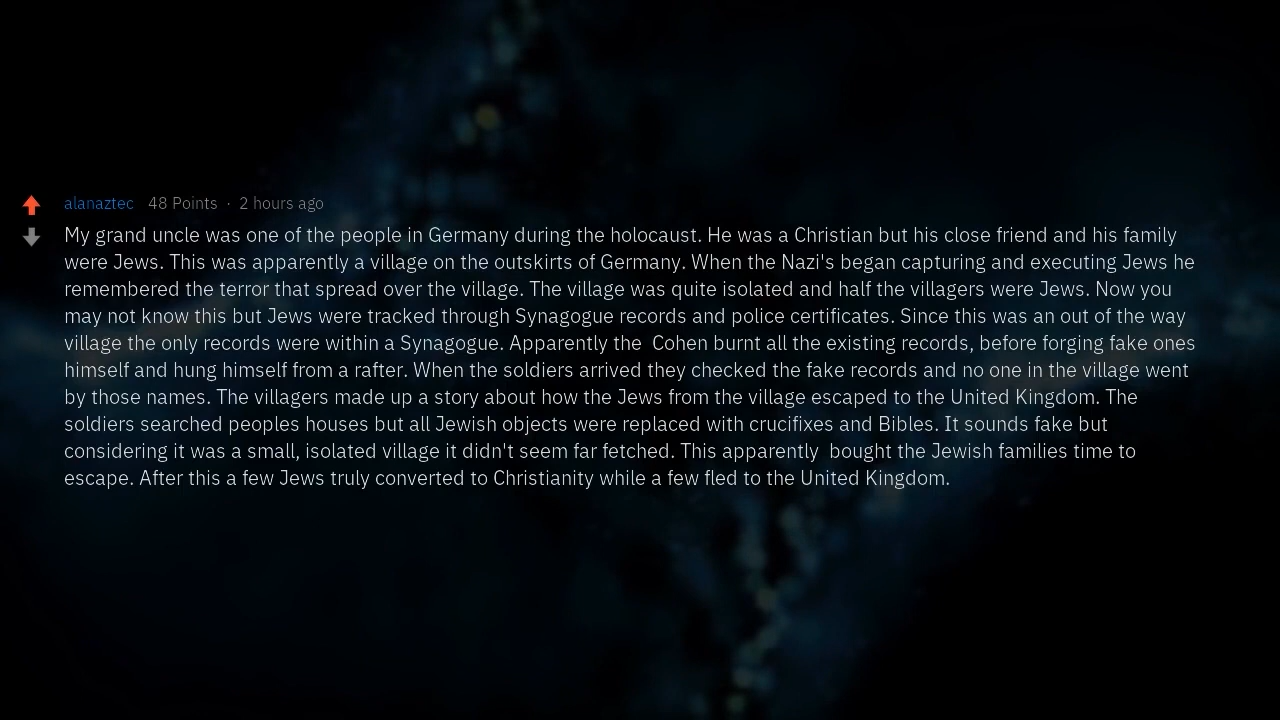 alanaztec 48 Points · 2 hours ago
My grand uncle was one of the people in Germany during the holocaust. He was a Christian but his close friend and his family
were Jews. This was apparently a village on the outskirts of Germany. When the Nazi's began capturing and executing Jews he
remembered the terror that spread over the village. The village was quite isolated and half the villagers were Jews. Now you
may not know this but Jews were tracked through Synagogue records and police certificates. Since this was an out of the way
village the only records were within a Synagogue. Apparently the  Cohen burnt all the existing records, before forging fake ones
himself and hung himself from a rafter. When the soldiers arrived they checked the fake records and no one in the village went
by those names. The villagers made up a story about how the Jews from the village escaped to the United Kingdom. The
soldiers searched peoples houses but all Jewish objects were replaced with crucifixes and Bibles. It sounds fake but
considering it was a small, isolated village it didn't seem far fetched. This apparently  bought the Jewish families time to
escape. After this a few Jews truly converted to Christianity while a few fled to the United Kingdom.